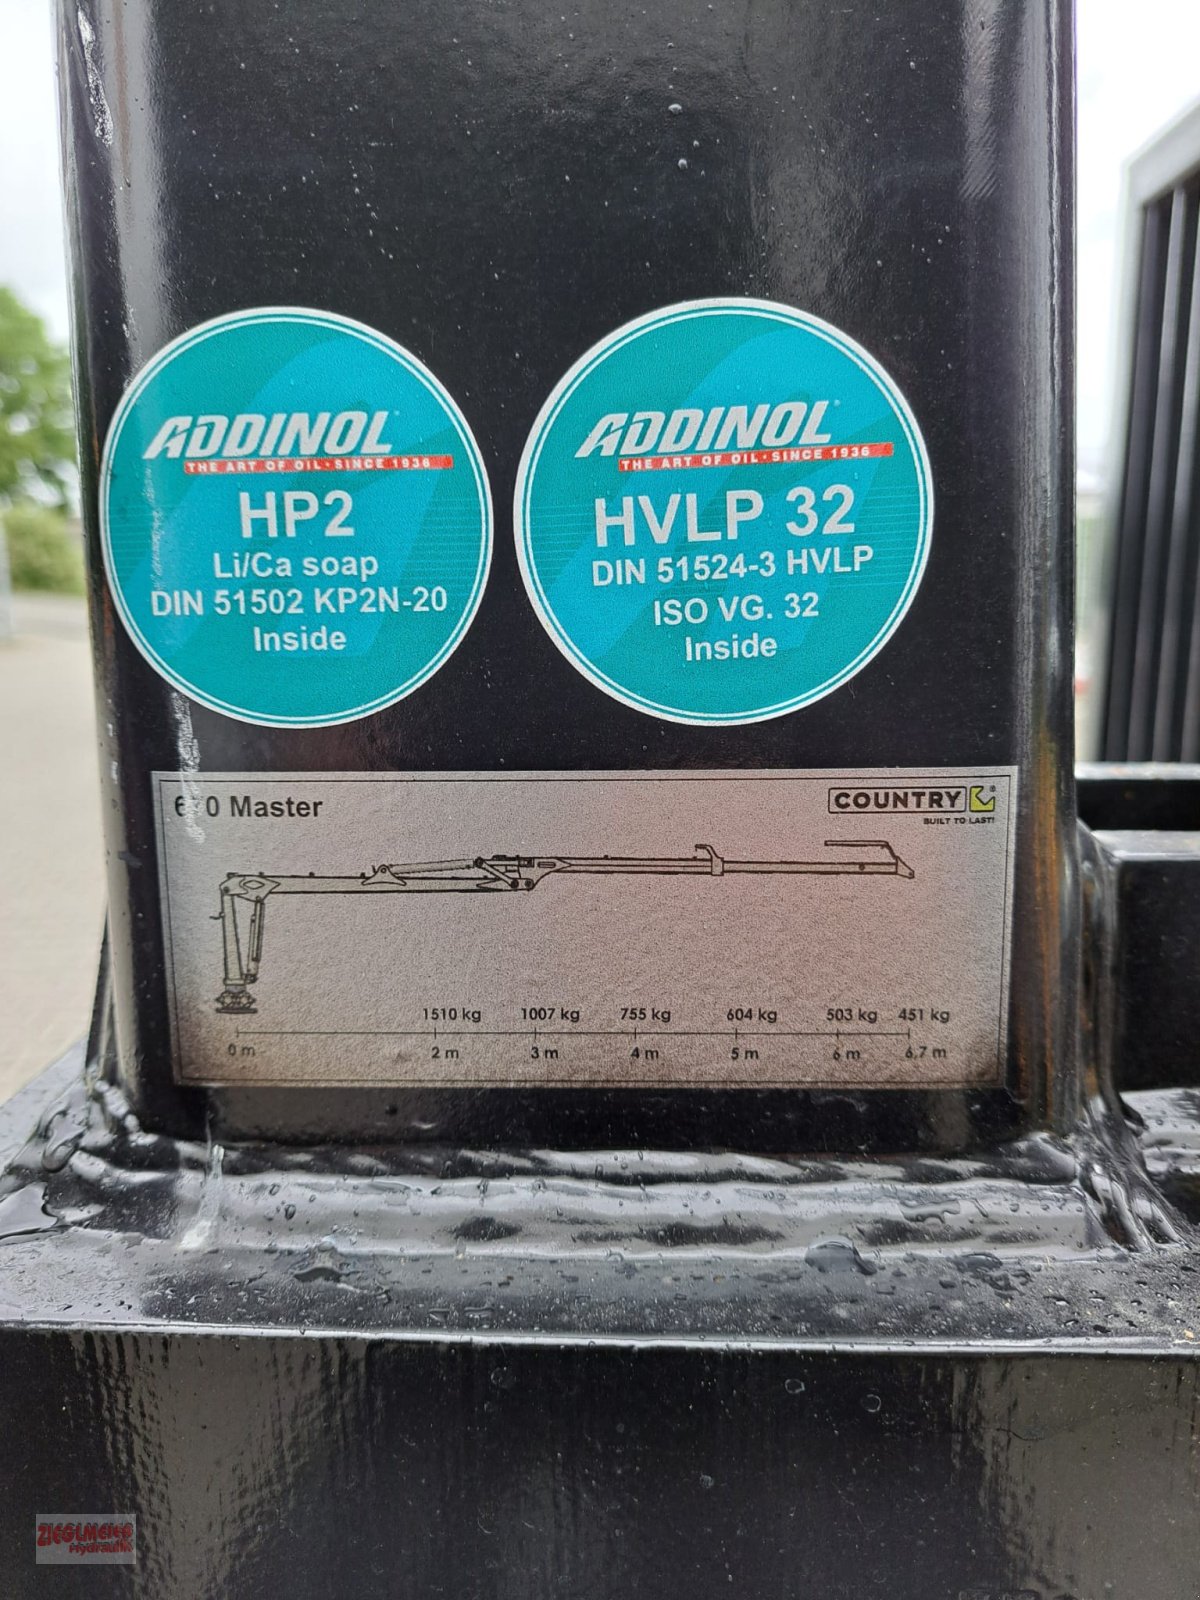 ADDINOL
THE ART OF OIL · SINCE 1936
HP2
Li/Ca soap
DIN 51502 KP2N-20
Inside
ADDINOL®
THE ART OF OIL · SINCE 1936
HVLP 32
DIN 51524-3 HVLP
ISO VG. 32
Inside
Master
COUNTRY®
BUILT TO LAST!
1510 kg 1007 kg 755 kg 604 kg 503 kg 451 kg
0 m 2 m 3 m 4 m 5 m 6 m 6,7 m
ZIEGLMEIER
Hydraulik